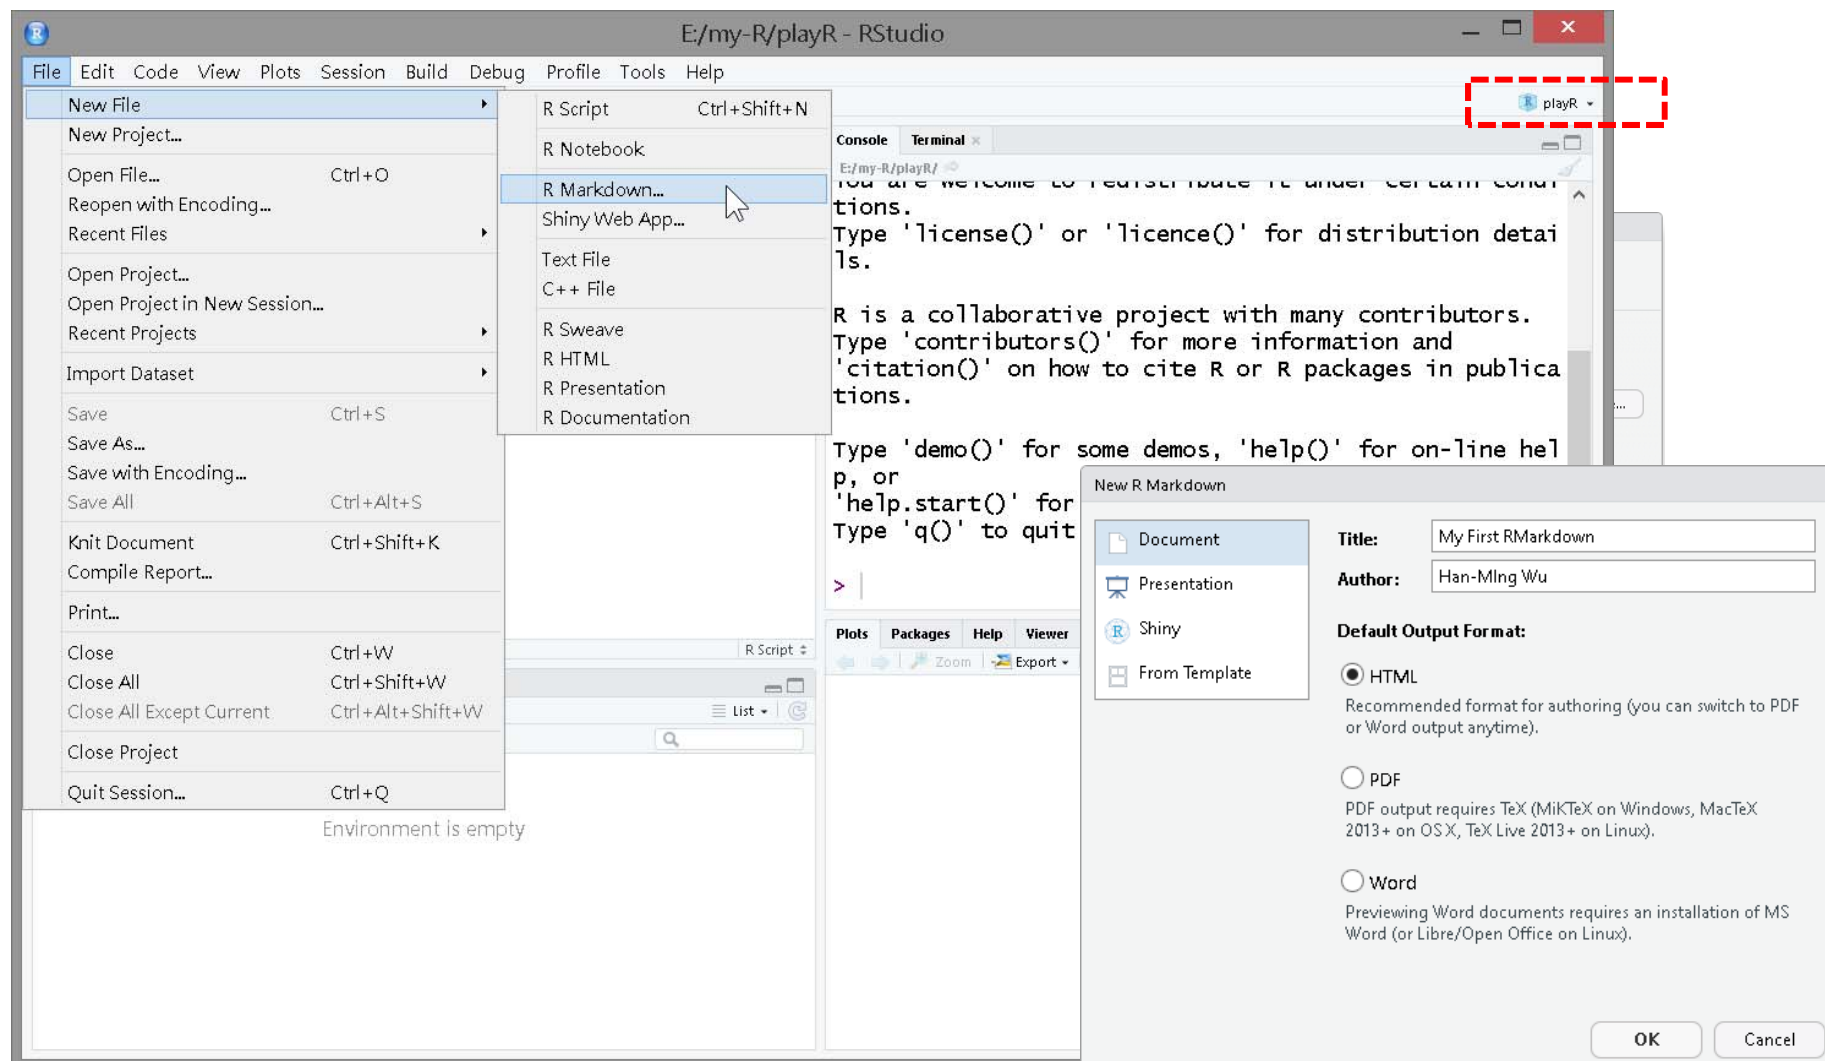 E:/my-R/playR - RStudio
File Edit Code View Plots Session Build Debug Profile Tools Help
playR
New File
New Project...
Open File... Ctrl+O
Reopen with Encoding...
Recent Files
Open Project...
Open Project in New Session...
Recent Projects
Import Dataset
Save Ctrl+S
Save As...
Save with Encoding...
Save All Ctrl+Alt+S
Knit Document Ctrl+Shift+K
Compile Report...
Print...
Close Ctrl+W
Close All Ctrl+Shift+W
Close All Except Current Ctrl+Alt+Shift+W
Close Project
Quit Session... Ctrl+Q
R Script Ctrl+Shift+N
R Notebook
R Markdown...
Shiny Web App...
Text File
C++ File
R Sweave
R HTML
R Presentation
R Documentation
R Script
List
Environment is empty
Console Terminal
E:/my-R/playR/
You are welcome to redistribute it under certain condi
tions.
Type 'license()' or 'licence()' for distribution detai
ls.
R is a collaborative project with many contributors.
Type 'contributors()' for more information and
'citation()' on how to cite R or R packages in publica
tions.
Type 'demo()' for some demos, 'help()' for on-line hel
p, or
'help.start()' for
Type 'q()' to quit
>
Plots Packages Help Viewer
Zoom Export
New R Markdown
Document
Presentation
Shiny
From Template
Title: My First RMarkdown
Author: Han-MIng Wu
Default Output Format:
HTML
Recommended format for authoring (you can switch to PDF
or Word output anytime).
PDF
PDF output requires TeX (MiKTeX on Windows, MacTeX
2013+ on OS X, TeX Live 2013+ on Linux).
Word
Previewing Word documents requires an installation of MS
Word (or Libre/Open Office on Linux).
OK Cancel